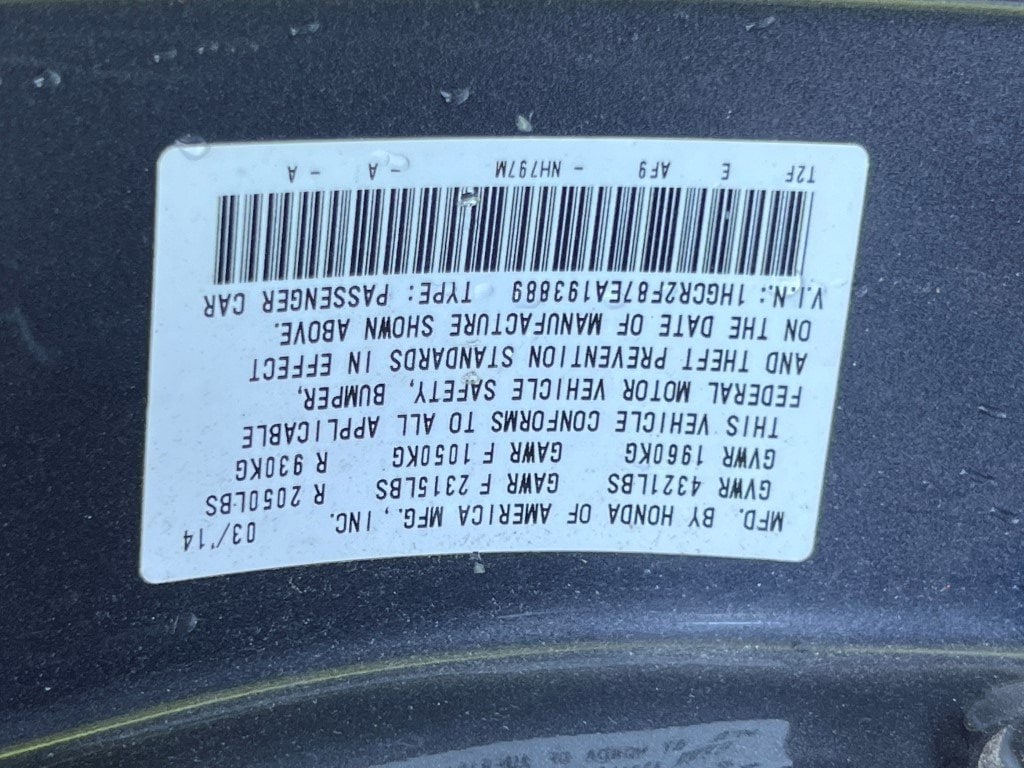 MFD. BY HONDA OF AMERICA MFG., INC. 03/'14
GVWR 4321LBS GAWR F 2315LBS R 2050LBS
GVWR 1960KG GAWR F 1050KG R 930KG
THIS VEHICLE CONFORMS TO ALL APPLICABLE
FEDERAL MOTOR VEHICLE SAFETY, BUMPER,
AND THEFT PREVENTION STANDARDS IN EFFECT
ON THE DATE OF MANUFACTURE SHOWN ABOVE.
V.I.N.: 1HGCR2F87EA193889 TYPE: PASSENGER CAR
T2F E AF9 - NH797M - A - A